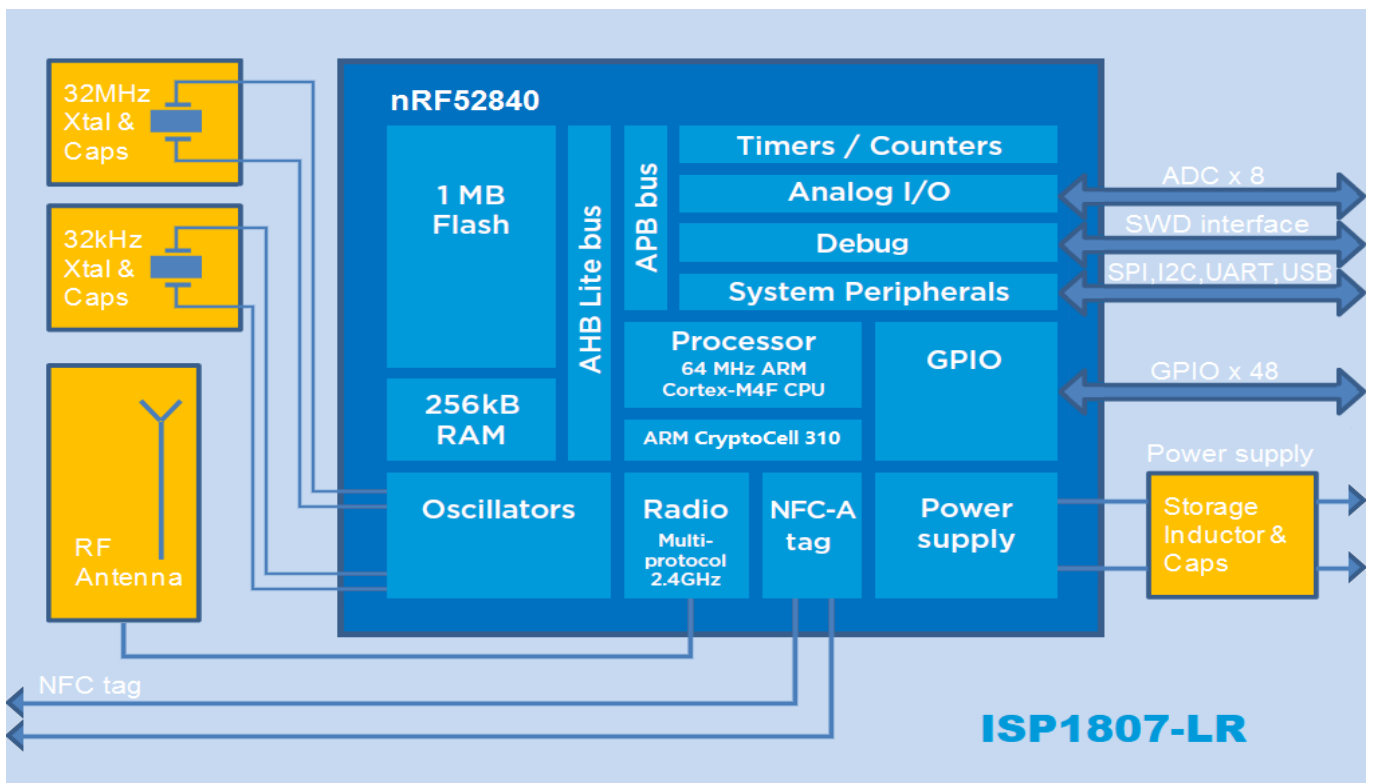 32MHz
Xtal &
Caps
32kHz
Xtal &
Caps
RF
Antenna
nRF52840
1 MB
Flash
256kB
RAM
AHB Lite bus
APB bus
Timers / Counters
Analog I/O
Debug
System Peripherals
Processor
64 MHz ARM
Cortex-M4F CPU
ARM CryptoCell 310
GPIO
Oscillators
Radio
Multi-
protocol
2.4GHz
NFC-A
tag
Power
supply
ADC x 8
SWD interface
SPI,I2C,UART,USB
GPIO x 48
Power supply
Storage
Inductor &
Caps
NFC tag
ISP1807-LR